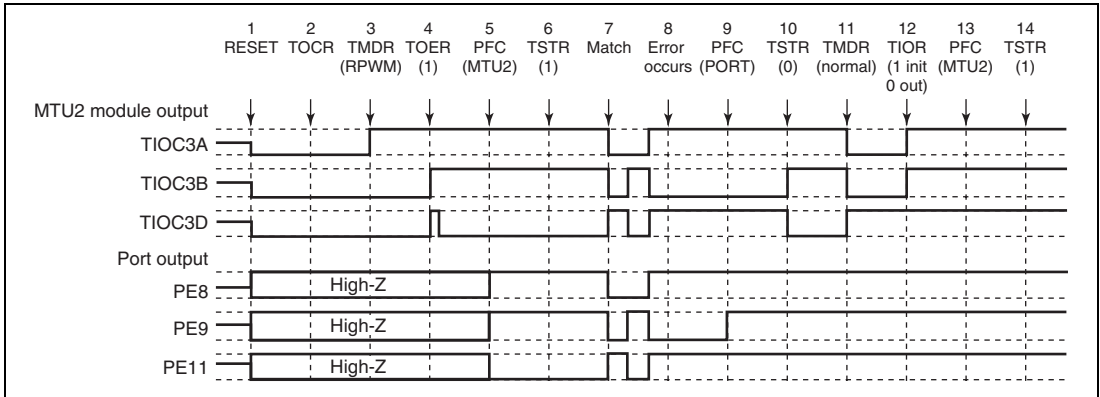 1 2 3 4 5 6 7 8 9 10 11 12 13 14
RESET TOCR TMDR TOER PFC TSTR Match Error PFC TSTR TMDR TIOR PFC TSTR
(RPWM) (1) (MTU2) (1) occurs (PORT) (0) (normal) (1 init (MTU2) (1)
0 out)
MTU2 module output
TIOC3A
TIOC3B
TIOC3D
Port output
PE8 High-Z
PE9 High-Z
PE11 High-Z